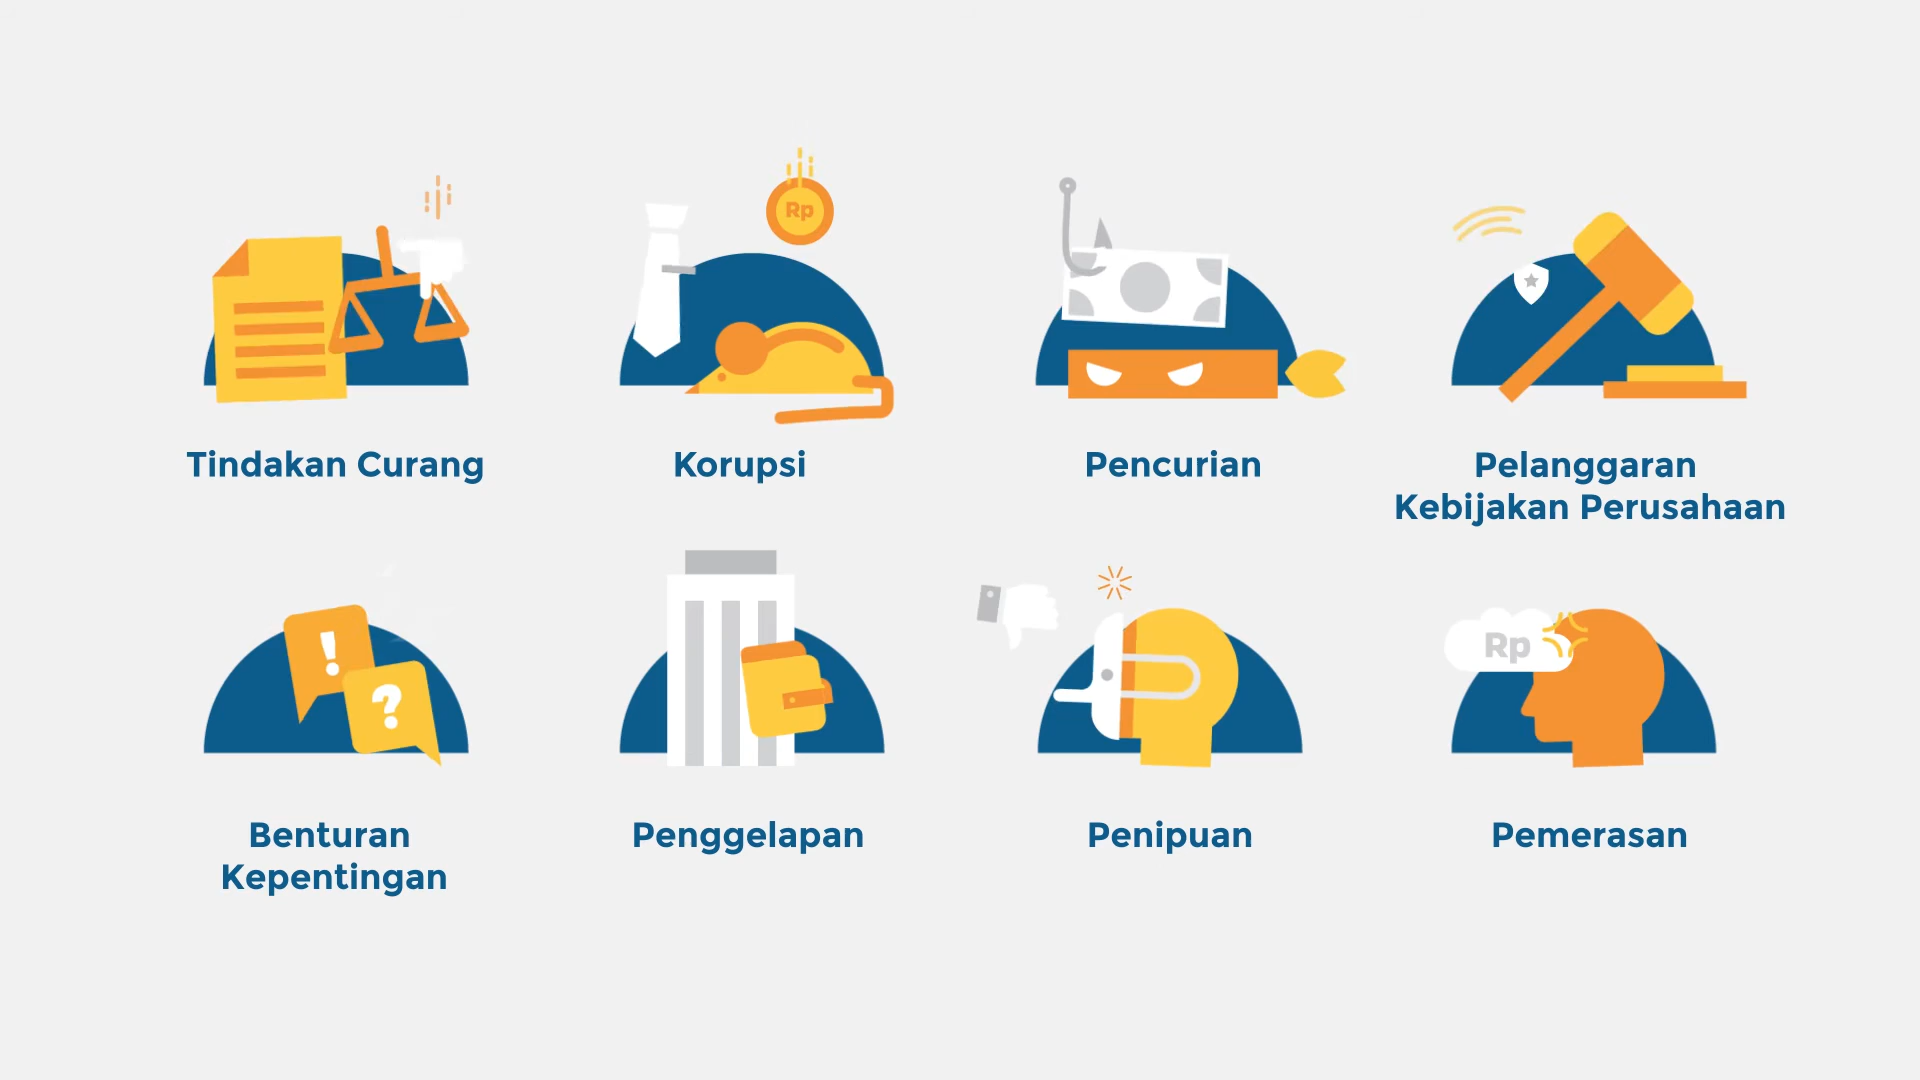 Rp
Tindakan Curang
Korupsi
Pencurian
Pelanggaran
Kebijakan Perusahaan
!
?
Rp
Benturan
Kepentingan
Penggelapan
Penipuan
Pemerasan